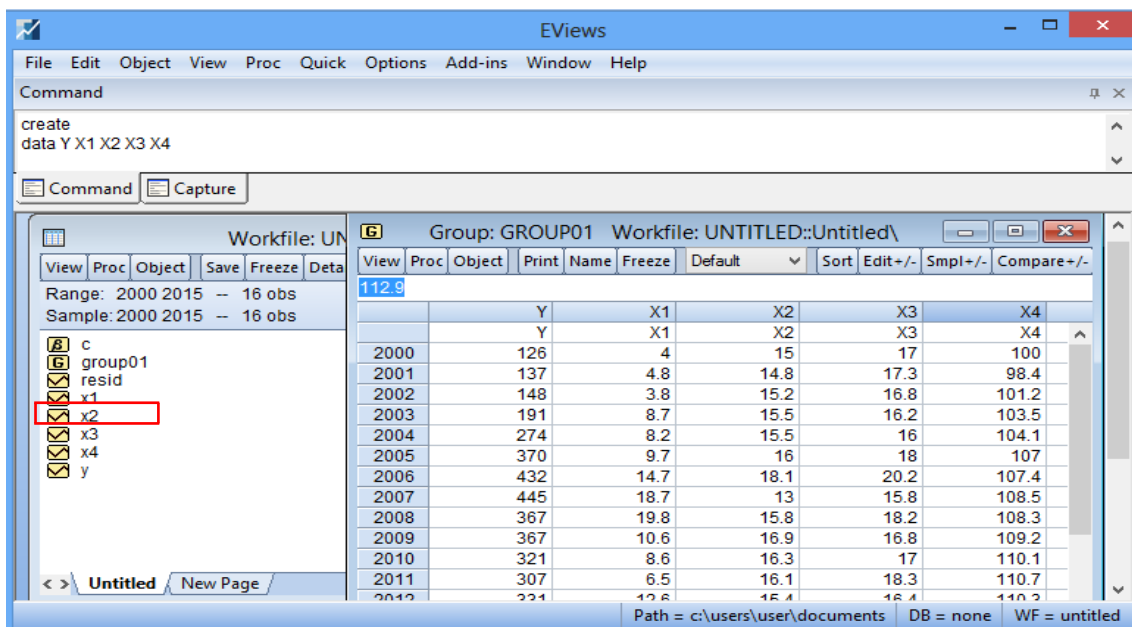 EViews
File Edit Object View Proc Quick Options Add-ins Window Help
Command
create
data Y X1 X2 X3 X4
Command Capture
Workfile: UN
View Proc Object Save Freeze Deta
Range: 2000 2015 -- 16 obs
Sample: 2000 2015 -- 16 obs
c
group01
resid
x1
x2
x3
x4
y
Untitled New Page
Group: GROUP01 Workfile: UNTITLED::Untitled\
View Proc Object Print Name Freeze Default Sort Edit+/- Smpl+/- Compare+/-
112.9
Y X1 X2 X3 X4
Y X1 X2 X3 X4
2000 126 4 15 17 100
2001 137 4.8 14.8 17.3 98.4
2002 148 3.8 15.2 16.8 101.2
2003 191 8.7 15.5 16.2 103.5
2004 274 8.2 15.5 16 104.1
2005 370 9.7 16 18 107
2006 432 14.7 18.1 20.2 107.4
2007 445 18.7 13 15.8 108.5
2008 367 19.8 15.8 18.2 108.3
2009 367 10.6 16.9 16.8 109.2
2010 321 8.6 16.3 17 110.1
2011 307 6.5 16.1 18.3 110.7
2012 331 12.6 15.4 16.4 110.3
Path = c:\users\user\documents DB = none WF = untitled